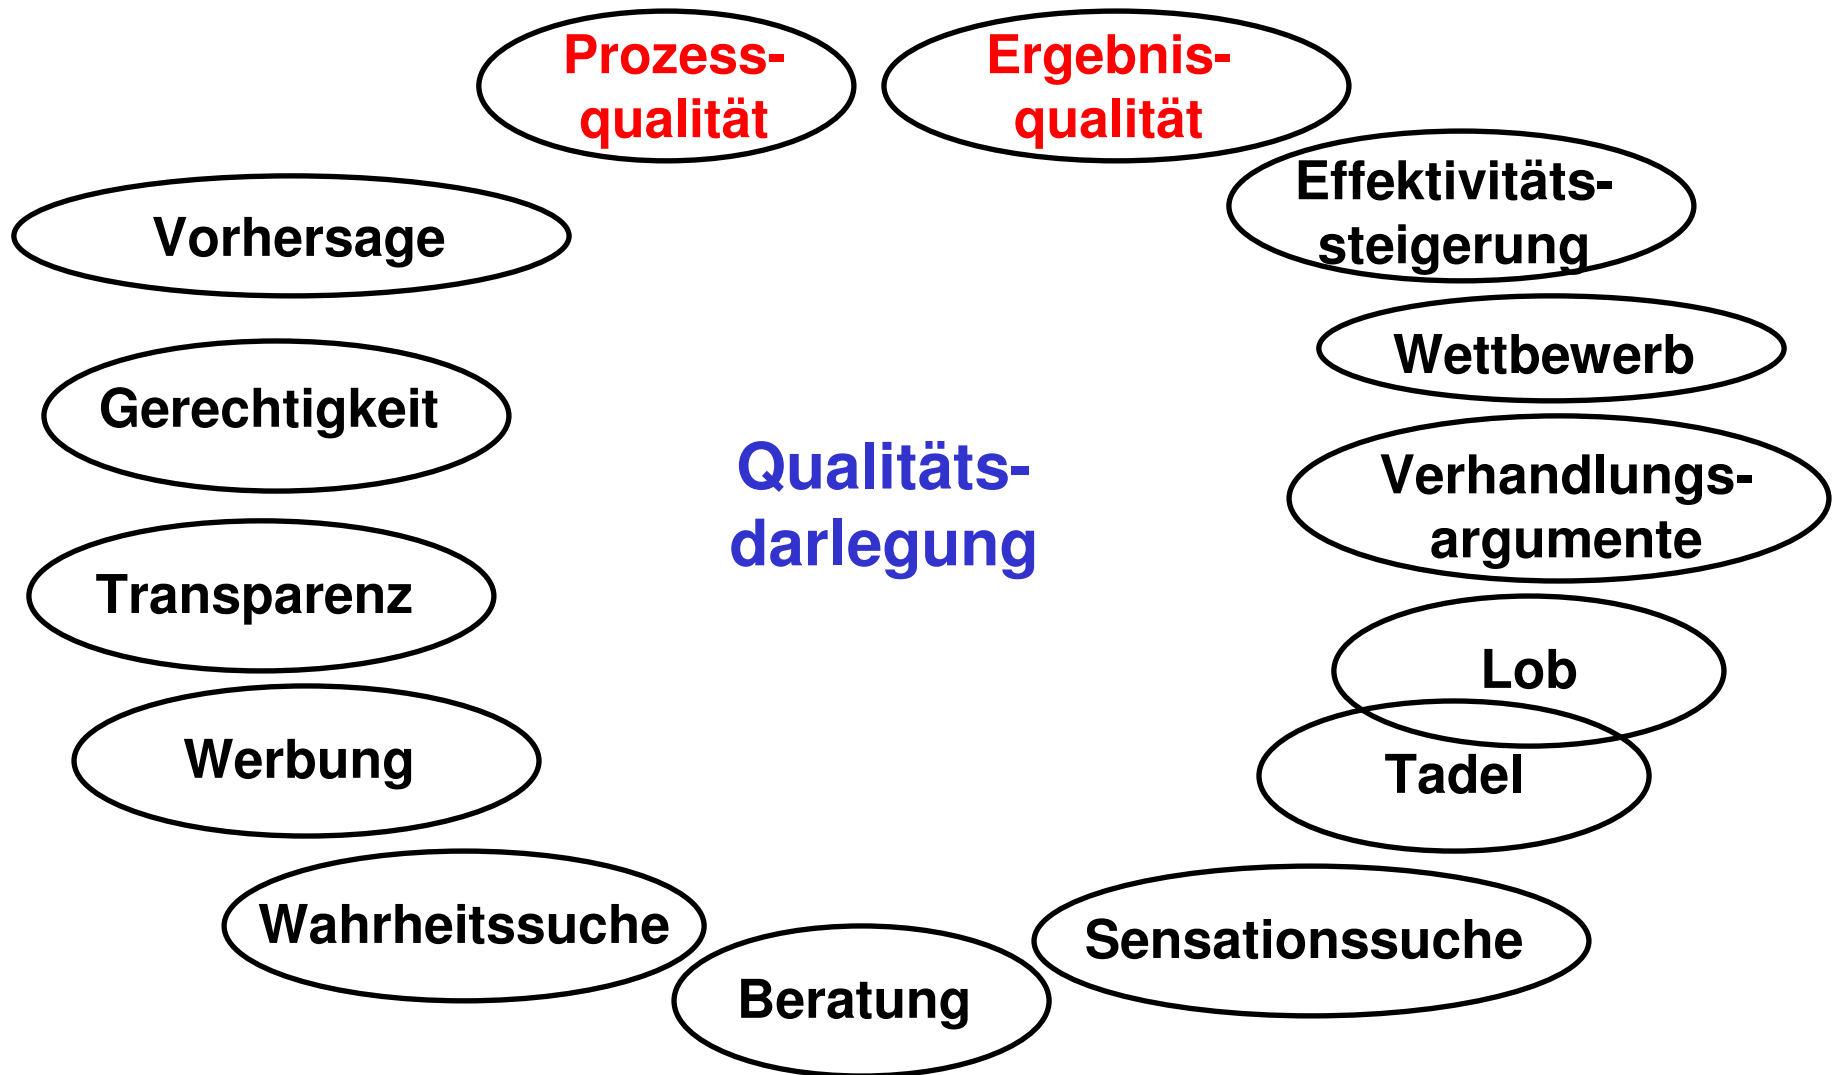 Prozess-
qualität
Ergebnis-
qualität
Effektivitäts-
steigerung
Vorhersage
Wettbewerb
Gerechtigkeit
Qualitäts-
darlegung
Verhandlungs-
argumente
Transparenz
Lob
Werbung
Tadel
Wahrheitssuche
Sensationssuche
Beratung